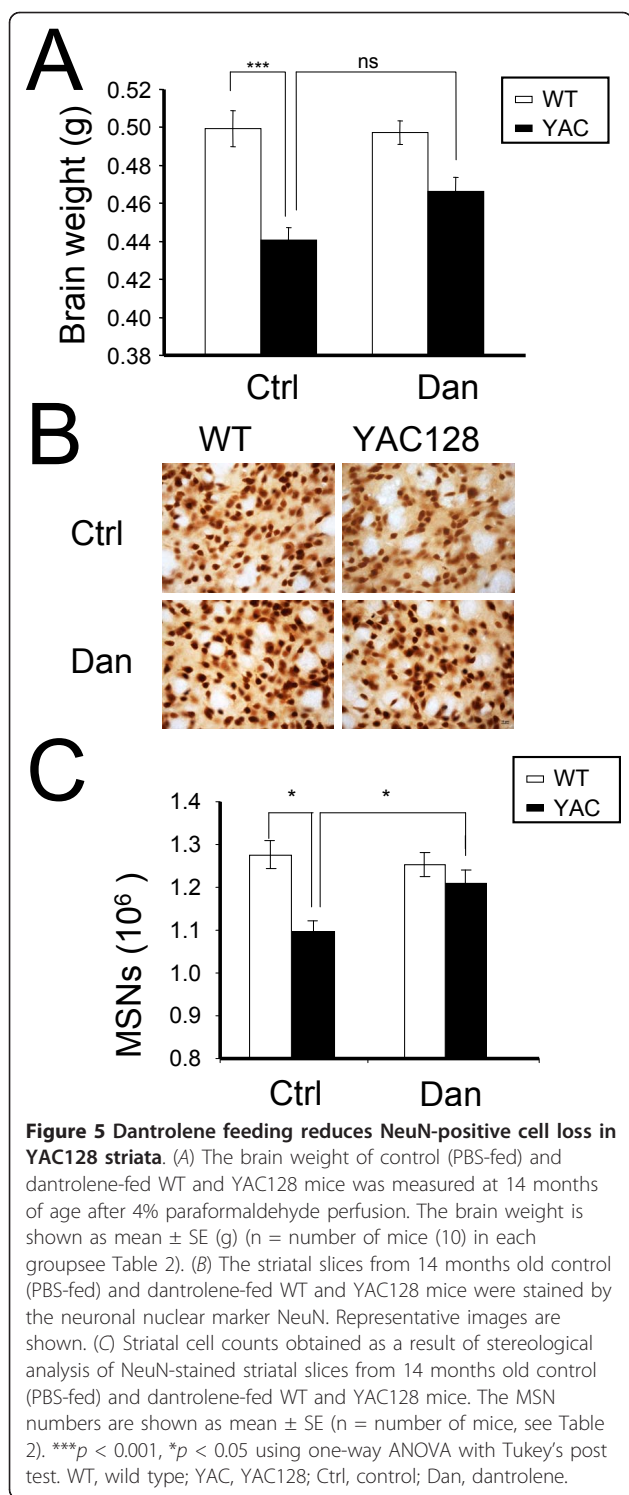 A
*** ns
WT
YAC
Brain weight (g)
0.52
0.50
0.48
0.46
0.44
0.42
0.40
0.38
Ctrl Dan
B
WT YAC128
Ctrl
Dan
C
WT
YAC
* *
MSNs (10⁶)
1.4
1.3
1.2
1.1
1.0
0.9
0.8
Ctrl Dan
Figure 5 Dantrolene feeding reduces NeuN-positive cell loss in
YAC128 striata. (A) The brain weight of control (PBS-fed) and
dantrolene-fed WT and YAC128 mice was measured at 14 months
of age after 4% paraformaldehyde perfusion. The brain weight is
shown as mean ± SE (g) (n = number of mice (10) in each
groupsee Table 2). (B) The striatal slices from 14 months old control
(PBS-fed) and dantrolene-fed WT and YAC128 mice were stained by
the neuronal nuclear marker NeuN. Representative images are
shown. (C) Striatal cell counts obtained as a result of stereological
analysis of NeuN-stained striatal slices from 14 months old control
(PBS-fed) and dantrolene-fed WT and YAC128 mice. The MSN
numbers are shown as mean ± SE (n = number of mice, see Table
2). ***p < 0.001, *p < 0.05 using one-way ANOVA with Tukey's post
test. WT, wild type; YAC, YAC128; Ctrl, control; Dan, dantrolene.